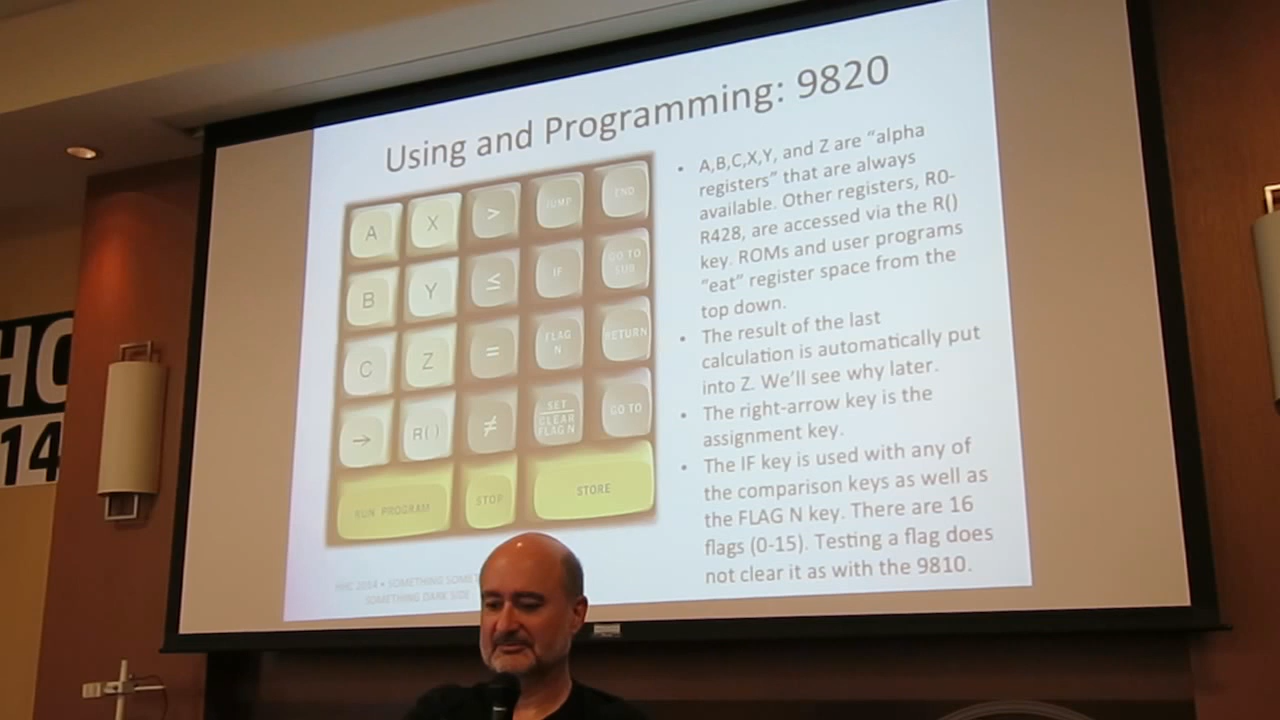 Using and Programming: 9820
A X > JUMP END
B Y ≤ IF GO TO SUB
C Z = FLAG N RETURN
→ R() ≠ SET CLEAR FLAG N GO TO
RUN PROGRAM STOP STORE
• A,B,C,X,Y, and Z are “alpha
registers” that are always
available. Other registers, R0-
R428, are accessed via the R()
key. ROMs and user programs
“eat” register space from the
top down.
• The result of the last
calculation is automatically put
into Z. We’ll see why later.
• The right-arrow key is the
assignment key.
• The IF key is used with any of
the comparison keys as well as
the FLAG N key. There are 16
flags (0-15). Testing a flag does
not clear it as with the 9810.
HHC 2014 • SOMETHING
SOMETHING DARK SIDE
HC
14